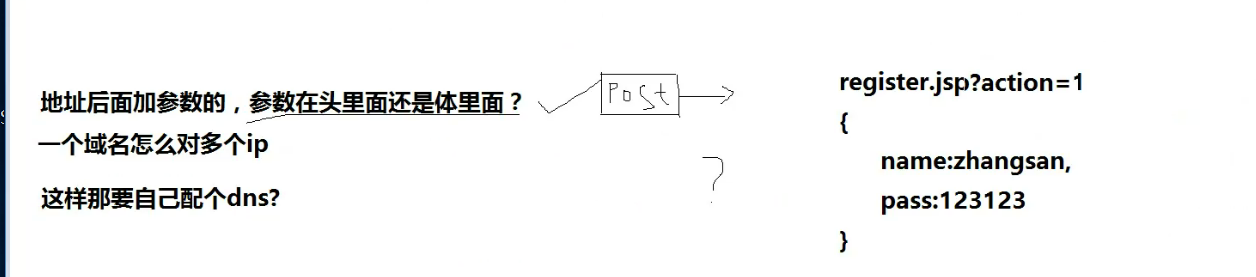 地址后面加参数的，参数在头里面还是体里面？
一个域名怎么对多个ip
这样那要自己配个dns?
Post
?
register.jsp?action=1
{
name:zhangsan,
pass:123123
}